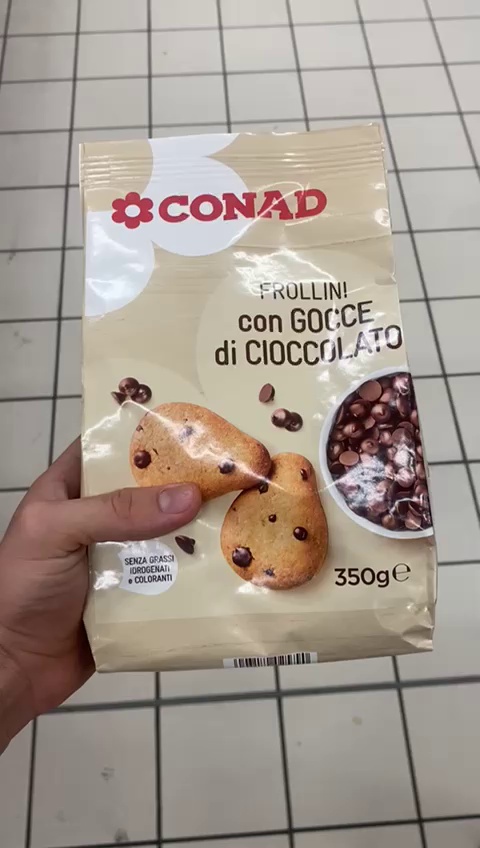 CONAD
FROLLINI
con GOCCE
di CIOCCOLATO
SENZA GRASSI
IDROGENATI
e COLORANTI
350g e